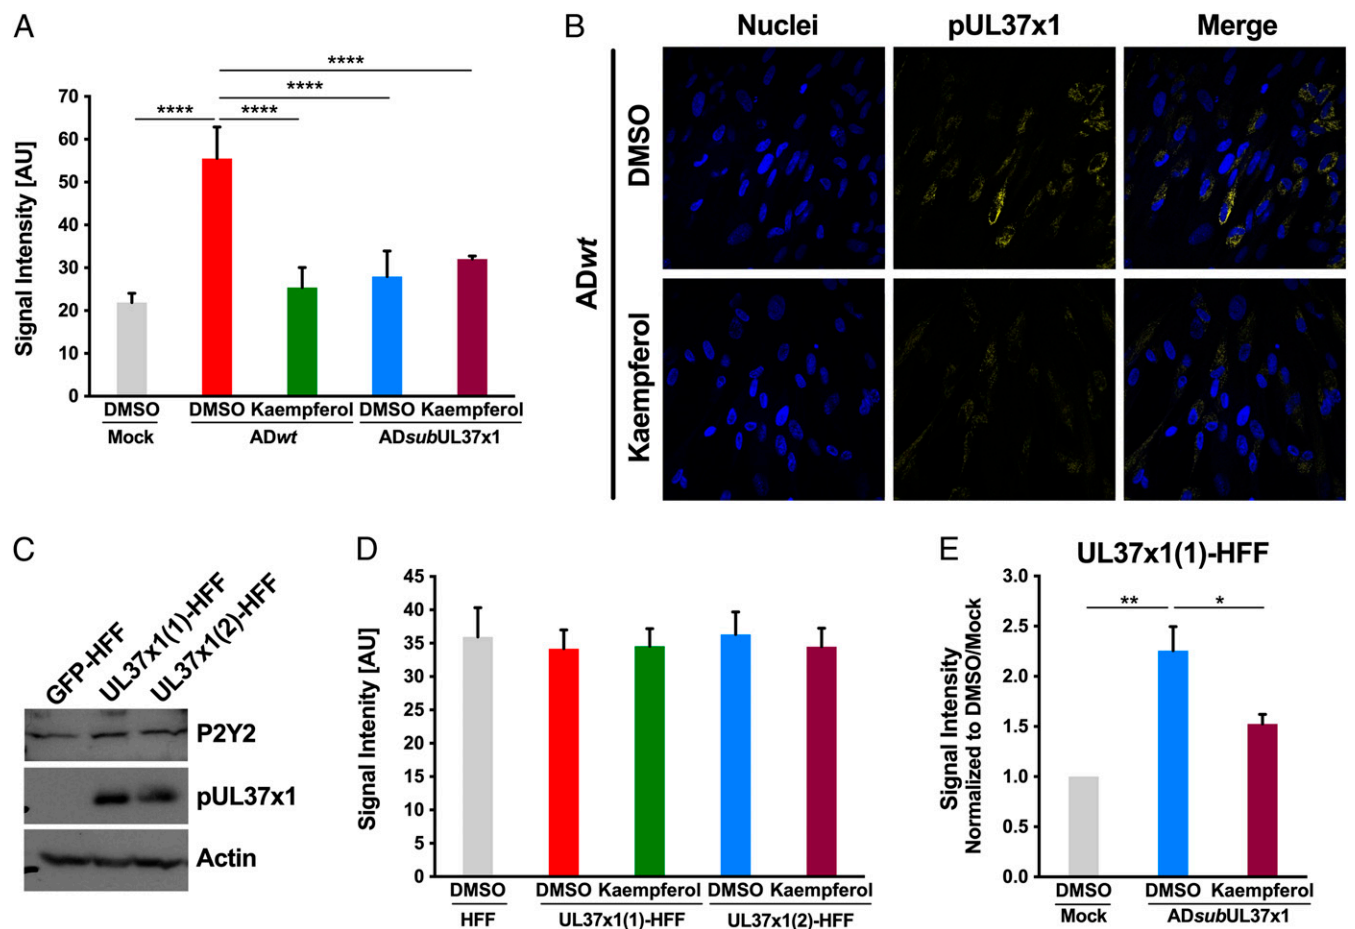 A
****
****
****
****
Signal Intensity [AU]
70
60
50
40
30
20
10
0
DMSO
DMSO Kaempferol
DMSO Kaempferol
Mock
ADwt
ADsubUL37x1
B
Nuclei
pUL37x1
Merge
ADwt
DMSO
Kaempferol
C
GFP-HFF
UL37x1(1)-HFF
UL37x1(2)-HFF
P2Y2
pUL37x1
Actin
D
Signal Intenity [AU]
45
40
35
30
25
20
15
10
5
0
DMSO
DMSO Kaempferol
DMSO Kaempferol
HFF
UL37x1(1)-HFF
UL37x1(2)-HFF
E
UL37x1(1)-HFF
**
*
Signal Intensity
Normalized to DMSO/Mock
3.0
2.5
2.0
1.5
1.0
0.5
0.0
DMSO
DMSO Kaempferol
Mock
ADsubUL37x1